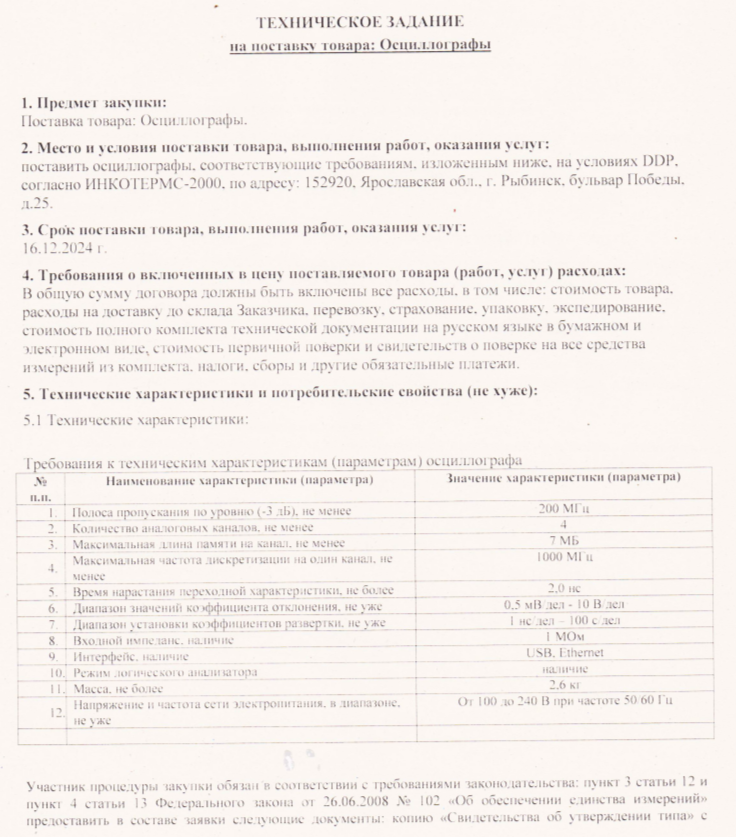 ТЕХНИЧЕСКОЕ ЗАДАНИЕ
на поставку товара: Осциллографы
1. Предмет закупки:
Поставка товара: Осциллографы.
2. Место и условия поставки товара, выполнения работ, оказания услуг:
поставить осциллографы, соответствующие требованиям, изложенным ниже, на условиях DDP,
согласно ИНКОТЕРМС-2000, по адресу: 152920, Ярославская обл., г. Рыбинск, бульвар Победы,
д.25.
3. Срок поставки товара, выполнения работ, оказания услуг:
16.12.2024 г.
4. Требования о включенных в цену поставляемого товара (работ, услуг) расходах:
В общую сумму договора должны быть включены все расходы, в том числе: стоимость товара,
расходы на доставку до склада Заказчика, перевозку, страхование, упаковку, экспедирование,
стоимость полного комплекта технической документации на русском языке в бумажном и
электронном виде, стоимость первичной поверки и свидетельств о поверке на все средства
измерений из комплекта, налоги, сборы и другие обязательные платежи.
5. Технические характеристики и потребительские свойства (не хуже):
5.1 Технические характеристики:
Требования к техническим характеристикам (параметрам) осциллографа
№ п.п. Наименование характеристики (параметра) Значение характеристики (параметра)
1. Полоса пропускания по уровню (-3 дБ), не менее 200 МГц
2. Количество аналоговых каналов, не менее 4
3. Максимальная длина памяти на канал, не менее 7 МБ
4. Максимальная частота дискретизации на один канал, не менее 1000 МГц
5. Время нарастания переходной характеристики, не более 2,0 нс
6. Диапазон значений коэффициента отклонения, не уже 0,5 мВ/дел - 10 В/дел
7. Диапазон установки коэффициентов развертки, не уже 1 нс/дел – 100 с/дел
8. Входной импеданс, наличие 1 МОм
9. Интерфейс, наличие USB, Ethernet
10. Режим логического анализатора наличие
11. Масса, не более 2,6 кг
12. Напряжение и частота сети электропитания, в диапазоне, не уже От 100 до 240 В при частоте 50/60 Гц
Участник процедуры закупки обязан в соответствии с требованиями законодательства: пункт 3 статьи 12 и
пункт 4 статьи 13 Федерального закона от 26.06.2008 № 102 «Об обеспечении единства измерений»
предоставить в составе заявки следующие документы: копию «Свидетельства об утверждении типа» с